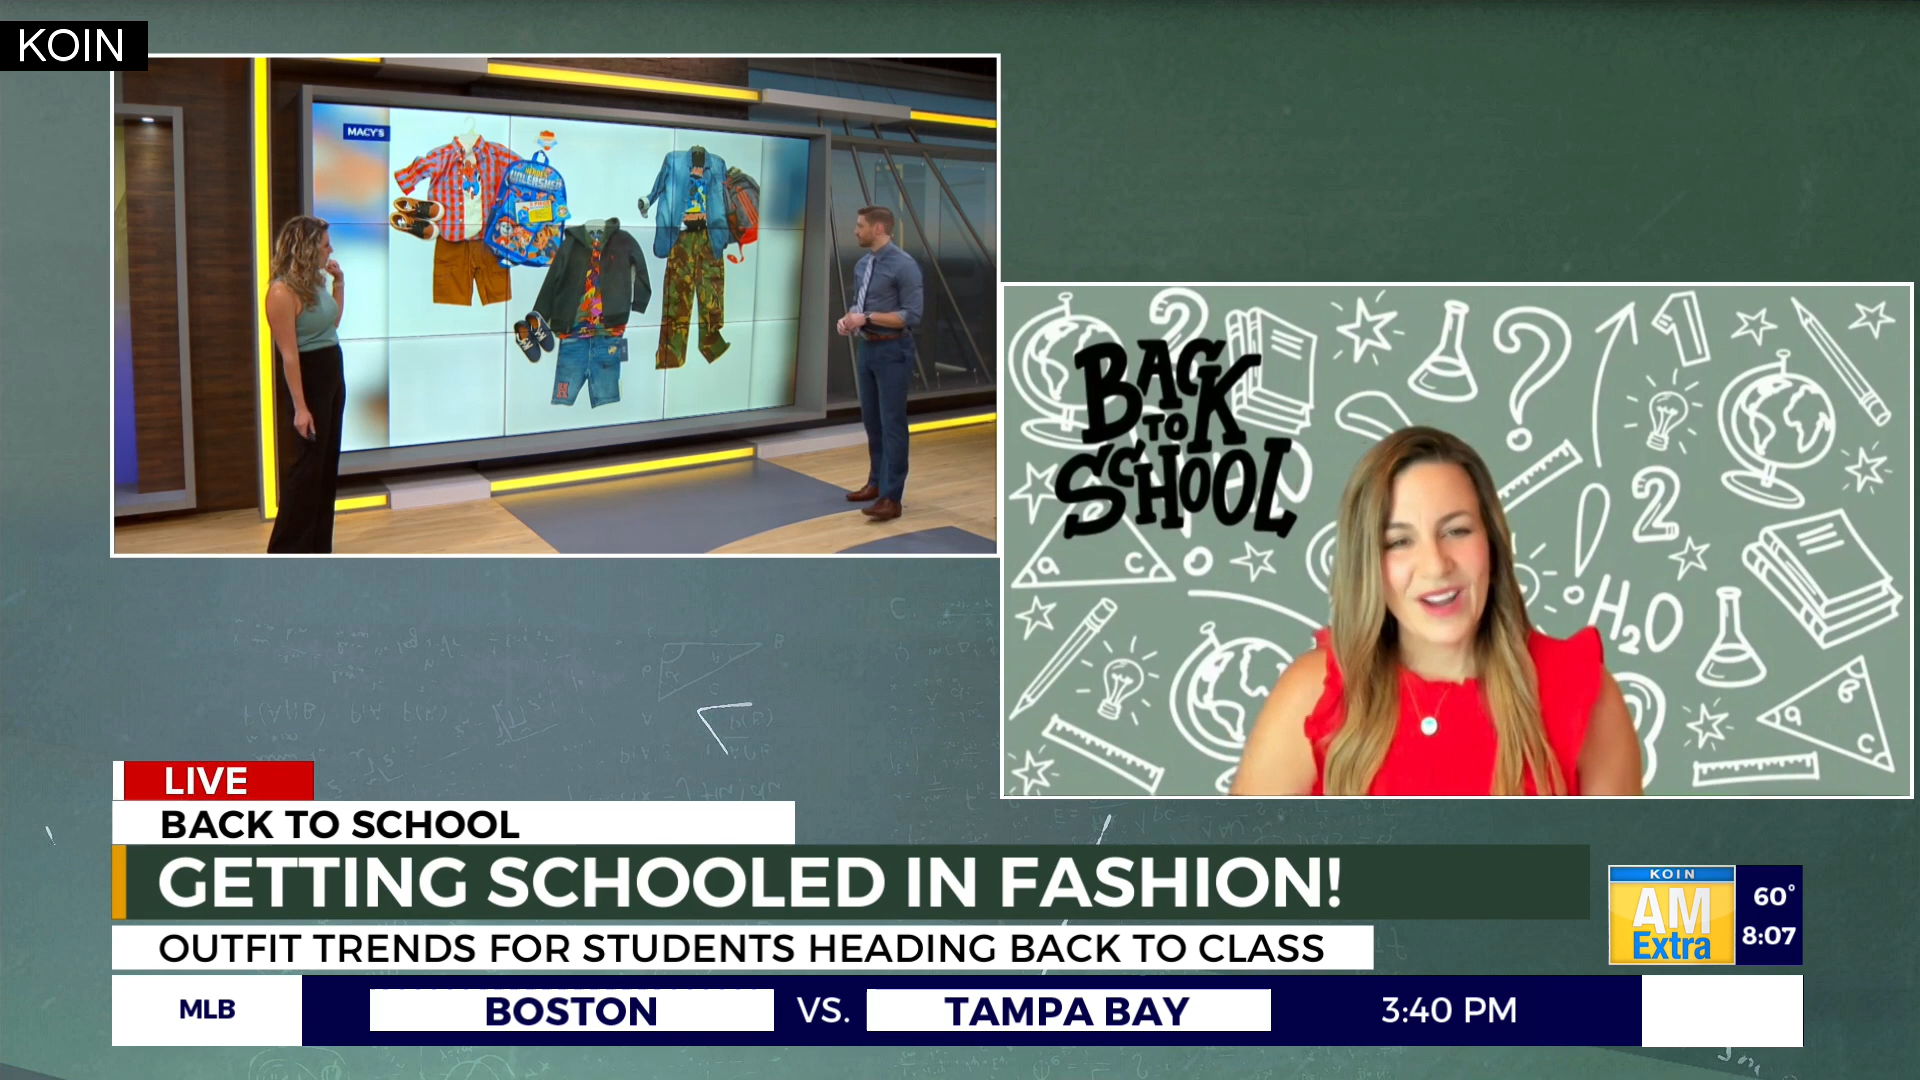 KOIN
MACY'S
BACK
TO
SCHOOL
H2O
LIVE
BACK TO SCHOOL
GETTING SCHOOLED IN FASHION!
OUTFIT TRENDS FOR STUDENTS HEADING BACK TO CLASS
KOIN
AM
Extra
60°
8:07
MLB BOSTON VS. TAMPA BAY 3:40 PM